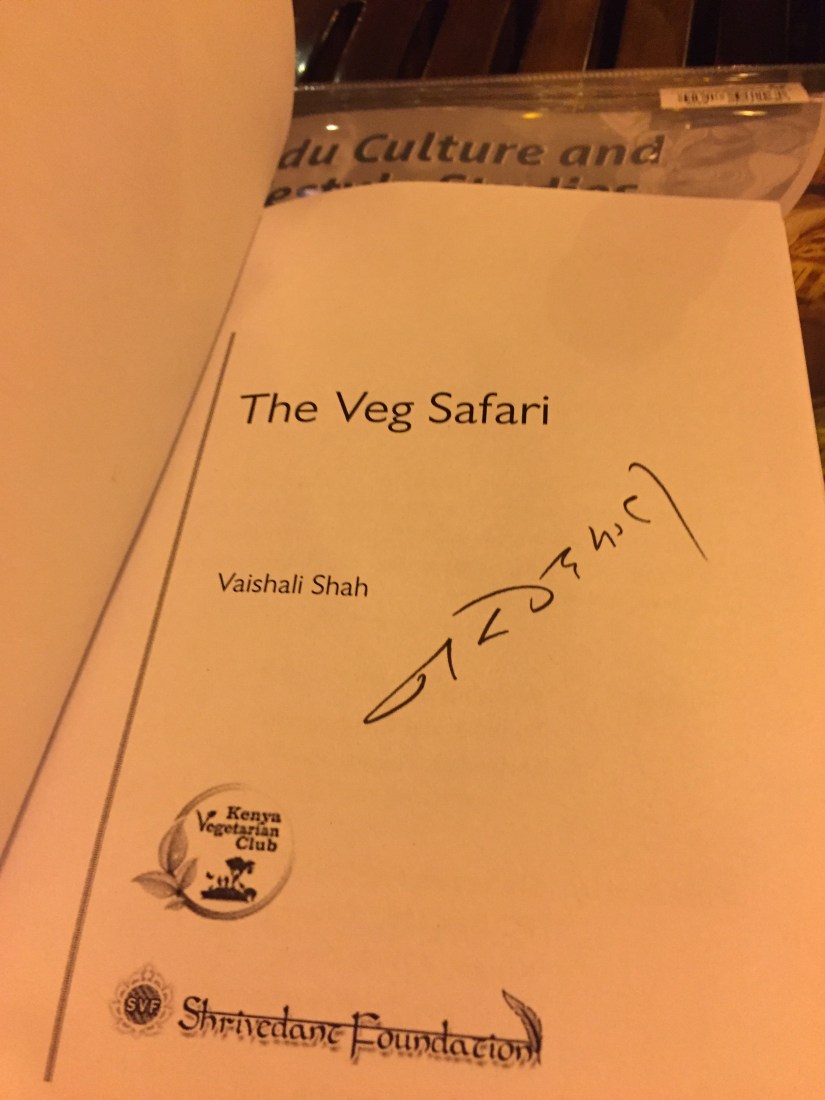 du Culture and
The Veg Safari
Vaishali Shah
Kenya
Vegetarian
Club
SVF
Shrivedant Foundation